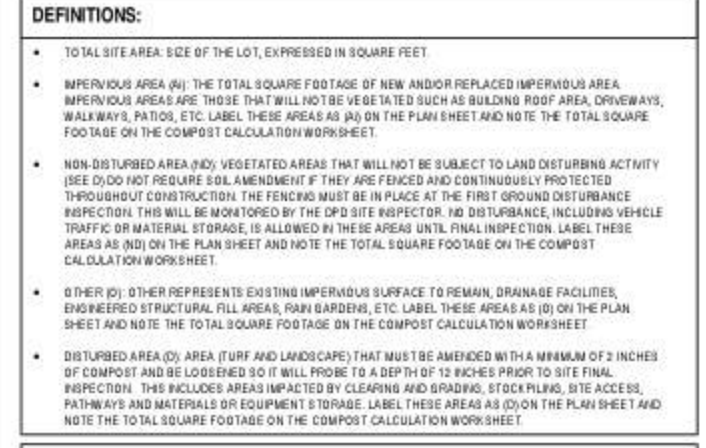 DEFINITIONS:
• TOTAL SITE AREA: SIZE OF THE LOT, EXPRESSED IN SQUARE FEET.
• IMPERVIOUS AREA (AI): THE TOTAL SQUARE FOOTAGE OF NEW AND/OR REPLACED IMPERVIOUS AREA.
IMPERVIOUS AREAS ARE THOSE THAT WILL NOT BE VEGETATED SUCH AS BUILDING ROOF AREA, DRIVEWAYS,
WALKWAYS, PATIOS, ETC. LABEL THESE AREAS AS (AI) ON THE PLAN SHEET AND NOTE THE TOTAL SQUARE
FOOTAGE ON THE COMPOST CALCULATION WORKSHEET.
• NON-DISTURBED AREA (ND): VEGETATED AREAS THAT WILL NOT BE SUBJECT TO LAND DISTURBING ACTIVITY
(SEE D) DO NOT REQUIRE SOIL AMENDMENT IF THEY ARE FENCED AND CONTINUOUSLY PROTECTED
THROUGHOUT CONSTRUCTION. THE FENCING MUST BE IN PLACE AT THE FIRST GROUND DISTURBANCE
INSPECTION. THIS WILL BE MONITORED BY THE DPD SITE INSPECTOR. NO DISTURBANCE, INCLUDING VEHICLE
TRAFFIC OR MATERIAL STORAGE, IS ALLOWED IN THESE AREAS UNTIL FINAL INSPECTION. LABEL THESE
AREAS AS (ND) ON THE PLAN SHEET AND NOTE THE TOTAL SQUARE FOOTAGE ON THE COMPOST
CALCULATION WORKSHEET.
• OTHER (O): OTHER REPRESENTS EXISTING IMPERVIOUS SURFACE TO REMAIN, DRAINAGE FACILITIES,
ENGINEERED STRUCTURAL FILL AREAS, RAIN GARDENS, ETC. LABEL THESE AREAS AS (O) ON THE PLAN
SHEET AND NOTE THE TOTAL SQUARE FOOTAGE ON THE COMPOST CALCULATION WORKSHEET.
• DISTURBED AREA (D): AREA (TURF AND LANDSCAPE) THAT MUST BE AMENDED WITH A MINIMUM OF 2 INCHES
OF COMPOST AND BE LOOSENED SO IT WILL PROBE TO A DEPTH OF 12 INCHES PRIOR TO SITE FINAL
INSPECTION. THIS INCLUDES AREAS IMPACTED BY CLEARING AND GRADING, STOCKPILING, SITE ACCESS,
PATHWAYS AND MATERIALS OR EQUIPMENT STORAGE. LABEL THESE AREAS AS (D) ON THE PLAN SHEET AND
NOTE THE TOTAL SQUARE FOOTAGE ON THE COMPOST CALCULATION WORKSHEET.